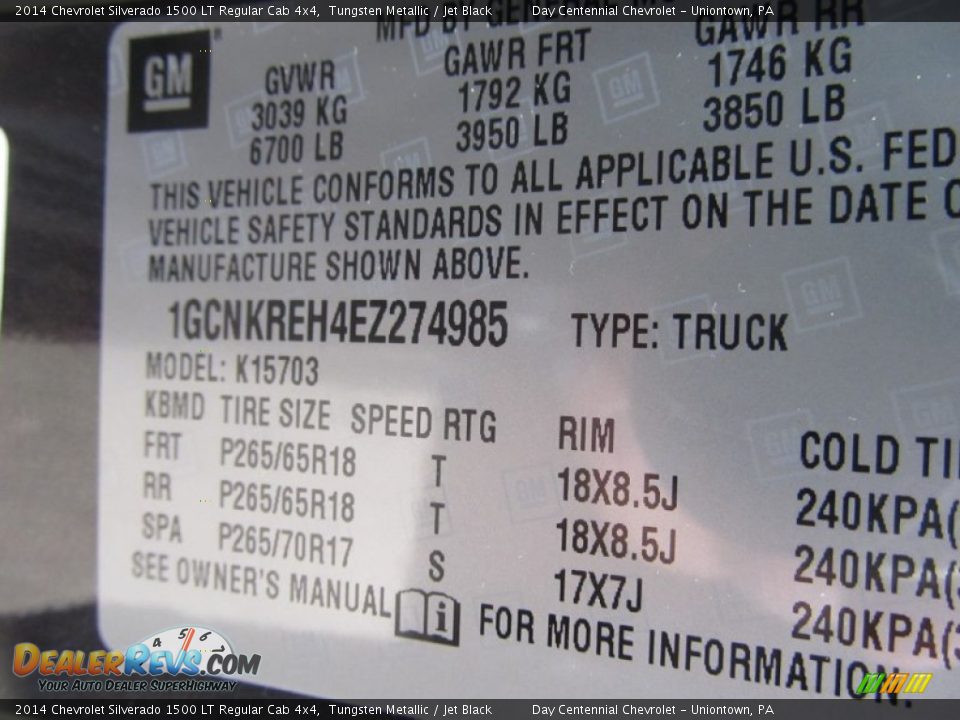 2014 Chevrolet Silverado 1500 LT Regular Cab 4x4, Tungsten Metallic / Jet Black Day Centennial Chevrolet - Uniontown, PA
MFD BY
GM GVWR GAWR FRT GAWR RR
3039 KG 1792 KG 1746 KG
6700 LB 3950 LB 3850 LB
THIS VEHICLE CONFORMS TO ALL APPLICABLE U.S. FED
VEHICLE SAFETY STANDARDS IN EFFECT ON THE DATE O
MANUFACTURE SHOWN ABOVE.
1GCNKREH4EZ274985 TYPE: TRUCK
MODEL: K15703
KBMD TIRE SIZE SPEED RTG RIM COLD TI
FRT P265/65R18 T 18X8.5J 240KPA(
RR P265/65R18 T 18X8.5J 240KPA(
SPA P265/70R17 S 17X7J 240KPA(
SEE OWNER'S MANUAL i FOR MORE INFORMATION.
4 5 6
DEALERREVS.COM
YOUR AUTO DEALER SUPERHIGHWAY
2014 Chevrolet Silverado 1500 LT Regular Cab 4x4, Tungsten Metallic / Jet Black Day Centennial Chevrolet - Uniontown, PA